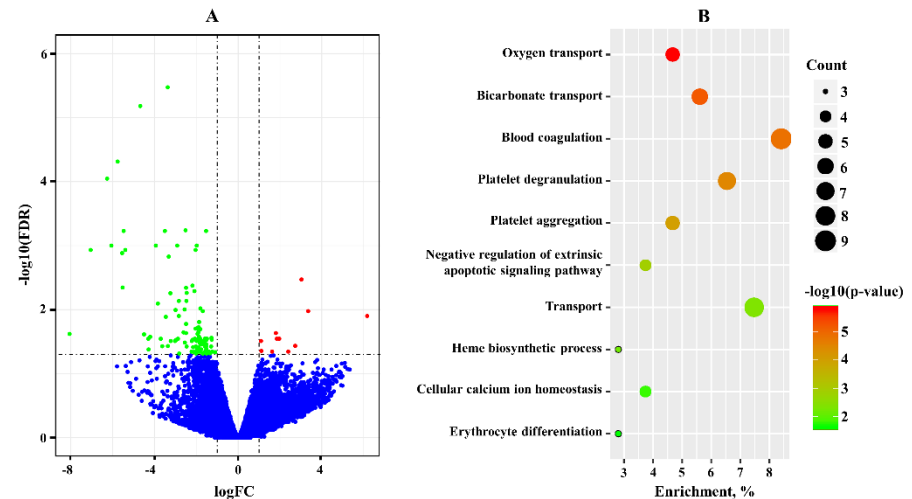 A
6
4
2
0
-8
-4
0
4
-log10(FDR)
logFC
B
Oxygen transport
Bicarbonate transport
Blood coagulation
Platelet degranulation
Platelet aggregation
Negative regulation of extrinsic
apoptotic signaling pathway
Transport
Heme biosynthetic process
Cellular calcium ion homeostasis
Erythrocyte differentiation
3 4 5 6 7 8
Enrichment, %
Count
3
4
5
6
7
8
9
-log10(p-value)
5
4
3
2